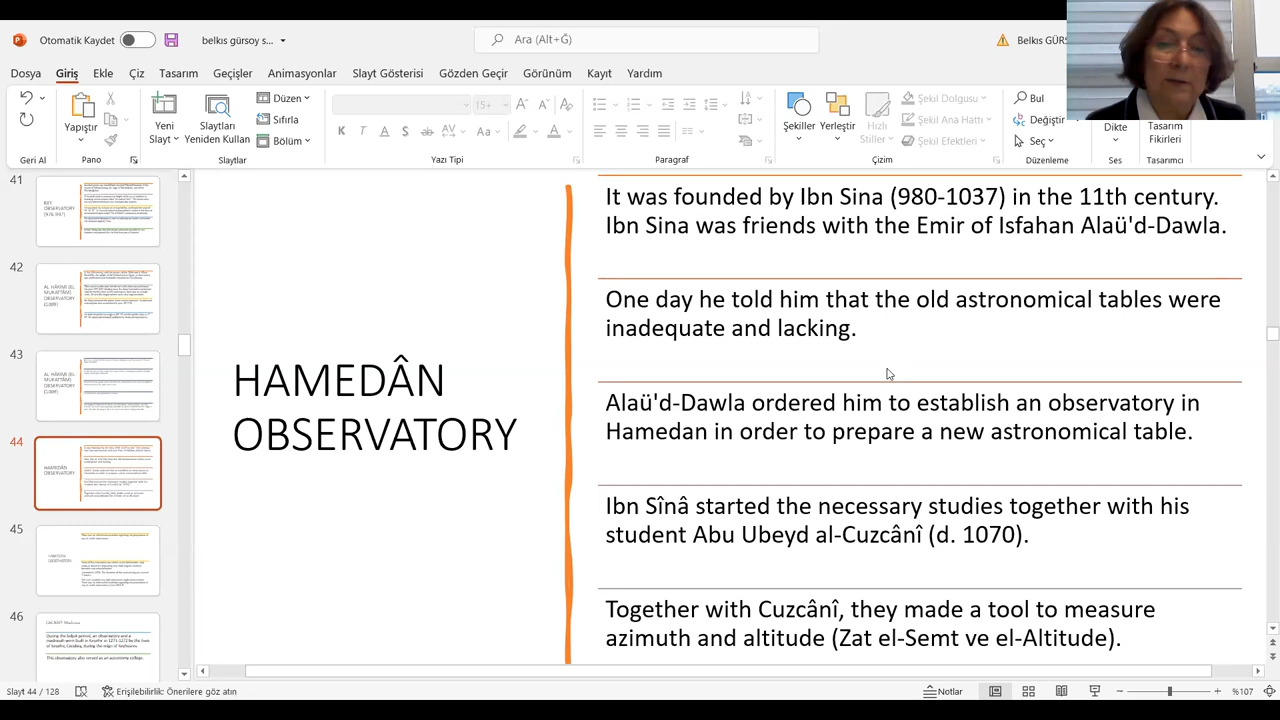 Otomatik Kaydet
belkıs gürsoy s...
Ara (Alt+G)
Belkıs GÜRS
Dosya Giriş Ekle Çiz Tasarım Geçişler Animasyonlar Slayt Gösterisi Gözden Geçir Görünüm Kayıt Yardım
Yapıştır
Yeni Slayt
Slaytları Yeniden Kullan
Düzen
Sıfırla
Bölüm
15+
Şekiller
Yerleştir
Hızlı Stiller
Şekil Dolgusu
Şekil Ana Hattı
Şekil Efektleri
Bul
Değiştir
Seç
Dikte
Tasarım Fikirleri
Geri Al Pano Slaytlar Yazı Tipi Paragraf Çizim Düzenleme Ses Tasarımcı
41
42
43
44
45
46
HAMEDÂN
OBSERVATORY
It was founded by Ibn Sina (980-1037) in the 11th century.
Ibn Sina was friends with the Emir of Isfahan Alaü'd-Dawla.
One day he told him that the old astronomical tables were
inadequate and lacking.
Alaü'd-Dawla ordered him to establish an observatory in
Hamedan in order to prepare a new astronomical table.
Ibn Sînâ started the necessary studies together with his
student Abu Ubeyd al-Cuzcânî (d. 1070).
Together with Cuzcânî, they made a tool to measure
azimuth and altitude (Zat el-Semt ve el-Altitude).
Slayt 44 / 128
Erişilebilirlik: Önerilere göz atın
Notlar
%107